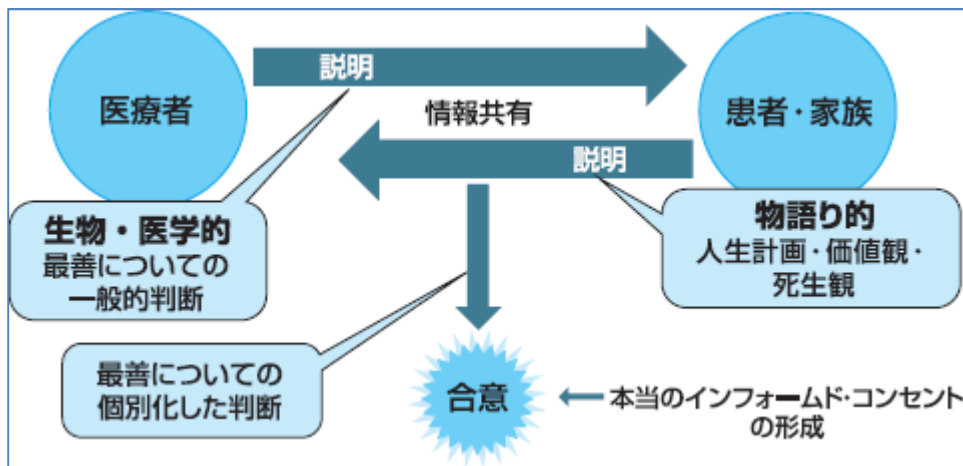 説明
医療者
情報共有
患者・家族
説明
生物・医学的
最善についての
一般的判断
物語り的
人生計画・価値観・
死生観
最善についての
個別化した判断
合意
本当のインフォームド・コンセント
の形成